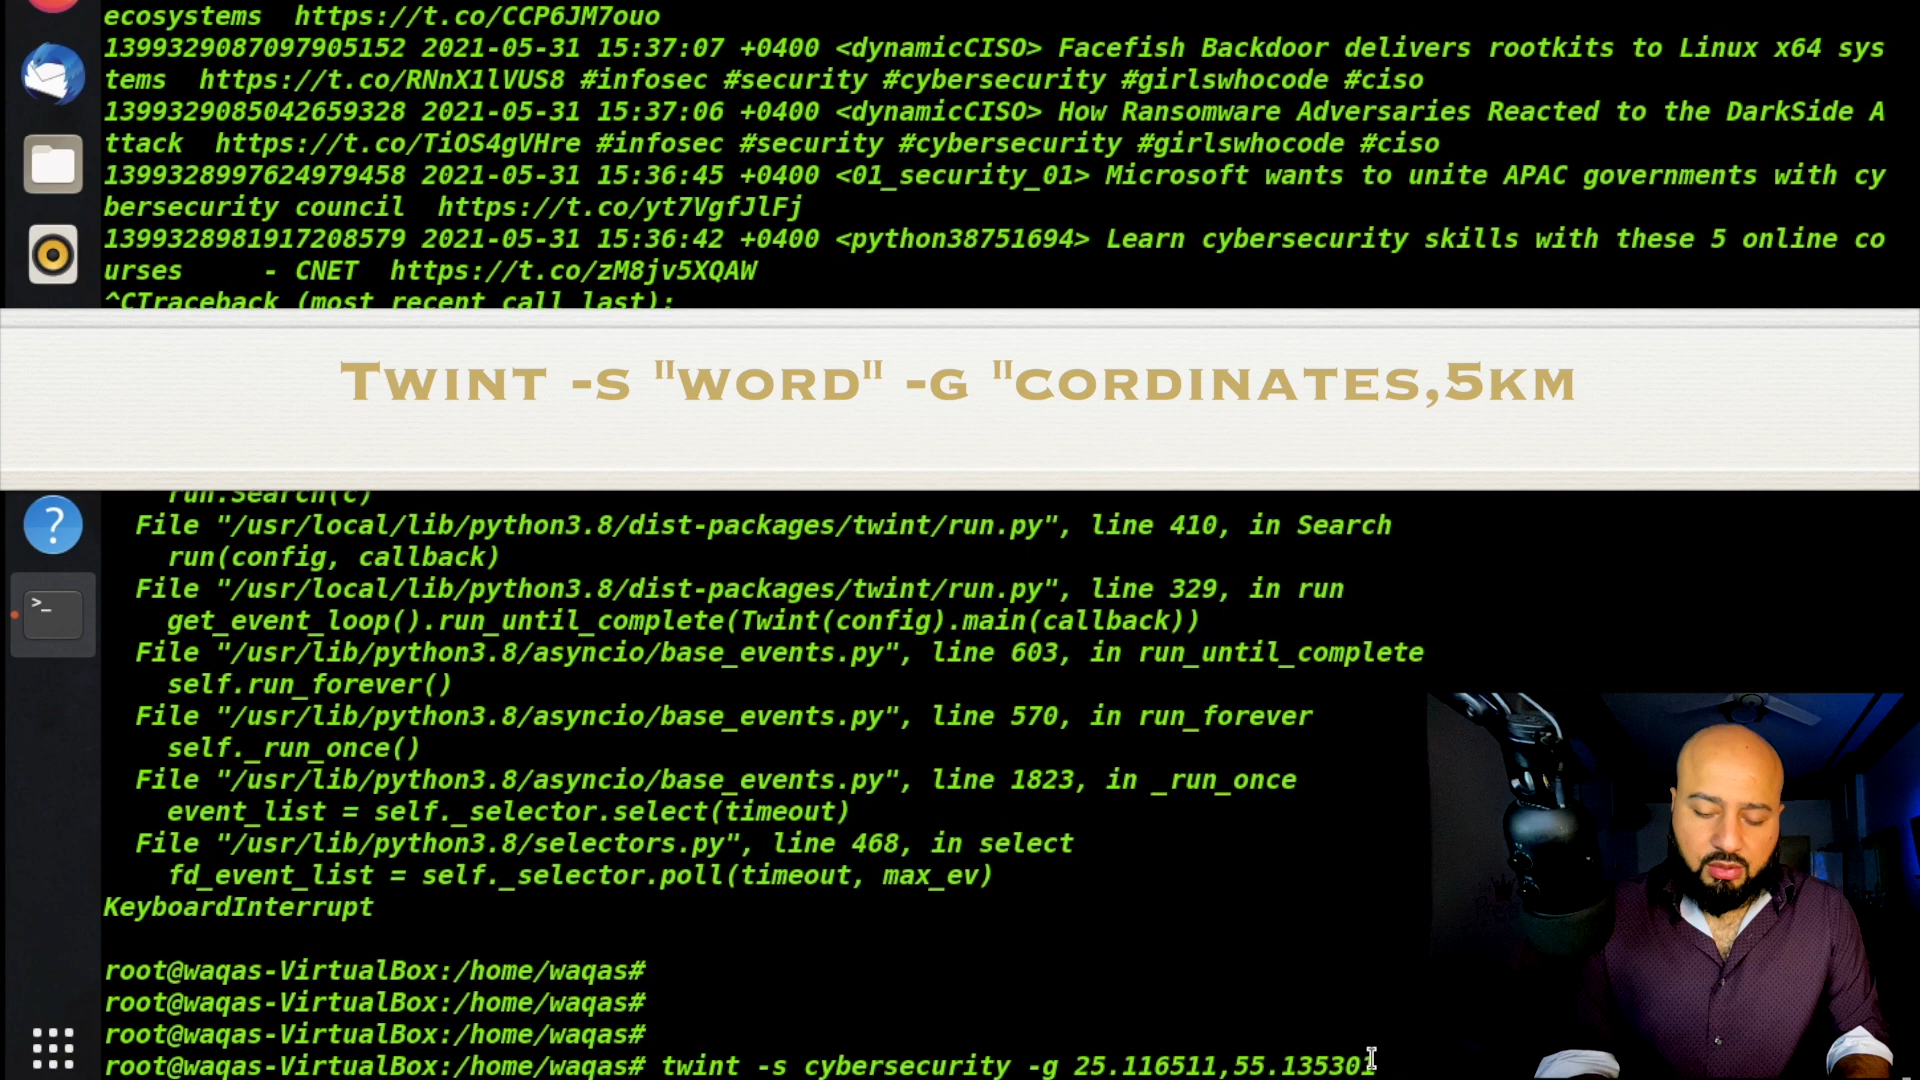 ecosystems  https://t.co/CCP6JM7ouo
1399329087097905152 2021-05-31 15:37:07 +0400 <dynamicCISO> Facefish Backdoor delivers rootkits to Linux x64 sys
tems  https://t.co/RNnX1lVUS8 #infosec #security #cybersecurity #girlswhocode #ciso
1399329085042659328 2021-05-31 15:37:06 +0400 <dynamicCISO> How Ransomware Adversaries Reacted to the DarkSide A
ttack  https://t.co/TiOS4gVHre #infosec #security #cybersecurity #girlswhocode #ciso
1399328997624979458 2021-05-31 15:36:45 +0400 <01_security_01> Microsoft wants to unite APAC governments with cy
bersecurity council  https://t.co/yt7VgfJlFj
1399328981917208579 2021-05-31 15:36:42 +0400 <python38751694> Learn cybersecurity skills with these 5 online co
urses     - CNET  https://t.co/zM8jv5XQAW
^CTraceback (most recent call last):
Twint -s "word" -g "cordinates,5km
run.Search(c)
File "/usr/local/lib/python3.8/dist-packages/twint/run.py", line 410, in Search
run(config, callback)
File "/usr/local/lib/python3.8/dist-packages/twint/run.py", line 329, in run
get_event_loop().run_until_complete(Twint(config).main(callback))
File "/usr/lib/python3.8/asyncio/base_events.py", line 603, in run_until_complete
self.run_forever()
File "/usr/lib/python3.8/asyncio/base_events.py", line 570, in run_forever
self._run_once()
File "/usr/lib/python3.8/asyncio/base_events.py", line 1823, in _run_once
event_list = self._selector.select(timeout)
File "/usr/lib/python3.8/selectors.py", line 468, in select
fd_event_list = self._selector.poll(timeout, max_ev)
KeyboardInterrupt
root@waqas-VirtualBox:/home/waqas#
root@waqas-VirtualBox:/home/waqas#
root@waqas-VirtualBox:/home/waqas#
root@waqas-VirtualBox:/home/waqas# twint -s cybersecurity -g 25.116511,55.135301